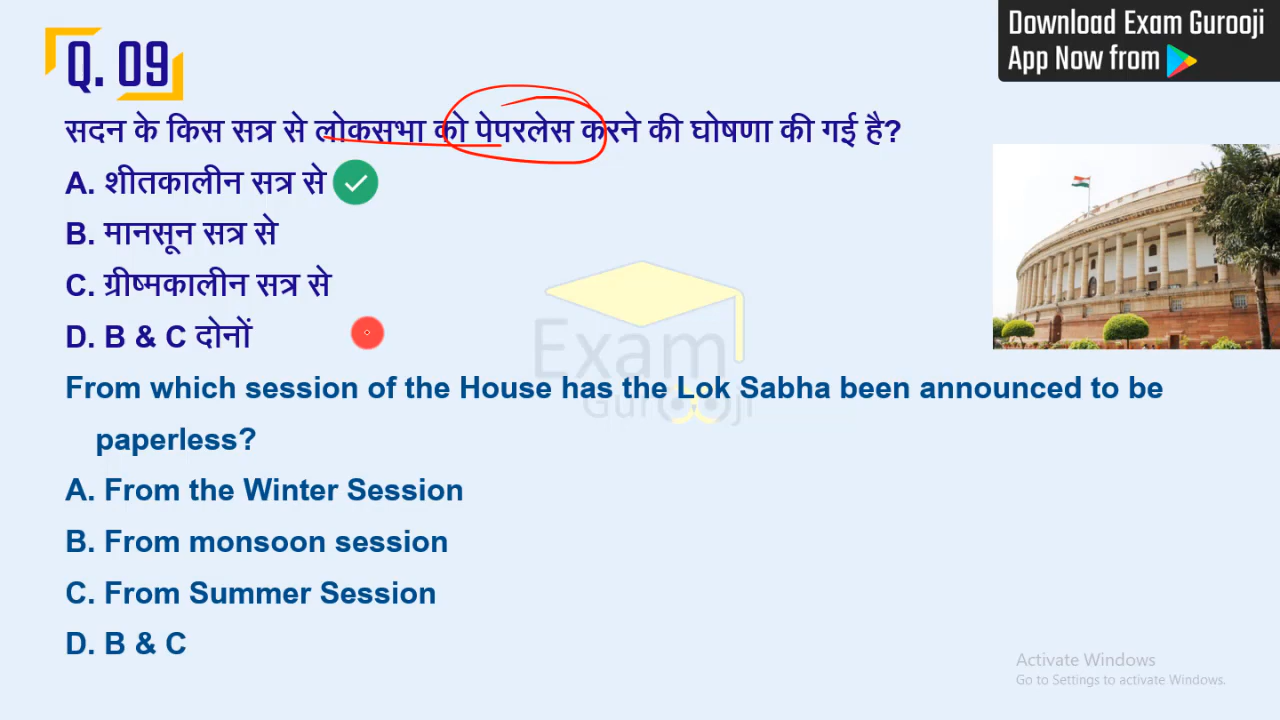 Download Exam Gurooji
App Now from
Q. 09
सदन के किस सत्र से लोकसभा को पेपरलेस करने की घोषणा की गई है?
A. शीतकालीन सत्र से
B. मानसून सत्र से
C. ग्रीष्मकालीन सत्र से
D. B & C दोनों
Exam
Gurooji
From which session of the House has the Lok Sabha been announced to be
paperless?
A. From the Winter Session
B. From monsoon session
C. From Summer Session
D. B & C
Activate Windows
Go to Settings to activate Windows.